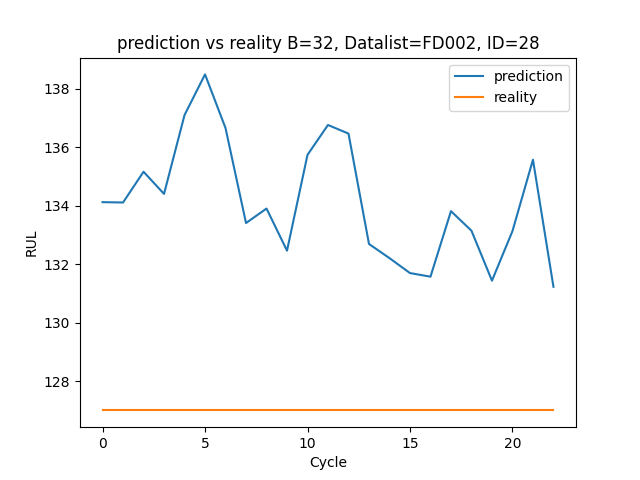 prediction vs reality B=32, Datalist=FD002, ID=28
prediction
reality
138
136
134
132
130
128
RUL
0
5
10
15
20
Cycle